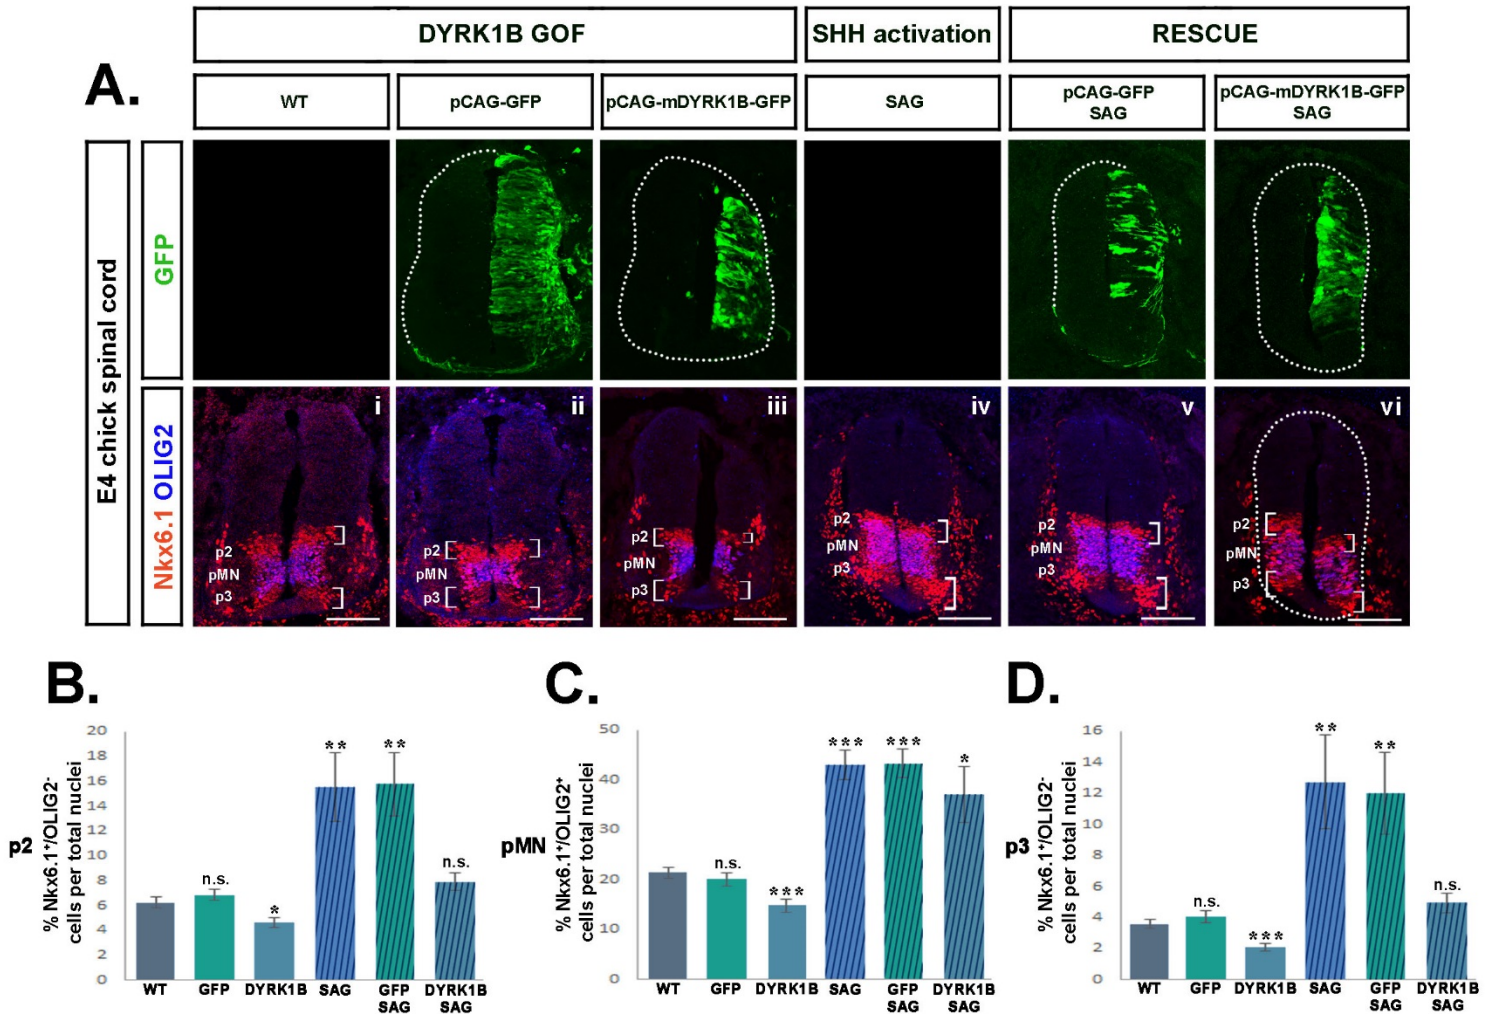 DYRK1B GOF
SHH activation
RESCUE
A.
WT
pCAG-GFP
pCAG-mDYRK1B-GFP
SAG
pCAG-GFP
SAG
pCAG-mDYRK1B-GFP
SAG
E4 chick spinal cord
GFP
Nkx6.1 OLIG2
i
p2
pMN
p3
ii
p2
pMN
p3
iii
p2
pMN
p3
iv
p2
pMN
p3
v
p2
pMN
p3
vi
p2
pMN
p3
B.
p2
% Nkx6.1+/OLIG2-
cells per total nuclei
20
18
16
14
12
10
8
6
4
2
0
n.s.
*
**
**
n.s.
WT
GFP
DYRK1B
SAG
GFP
SAG
DYRK1B
SAG
C.
pMN
% Nkx6.1+/OLIG2+
cells per total nuclei
50
40
30
20
10
0
n.s.
***
***
***
*
WT
GFP
DYRK1B
SAG
GFP
SAG
DYRK1B
SAG
D.
p3
% Nkx6.1+/OLIG2-
cells per total nuclei
16
14
12
10
8
6
4
2
0
n.s.
***
**
**
n.s.
WT
GFP
DYRK1B
SAG
GFP
SAG
DYRK1B
SAG